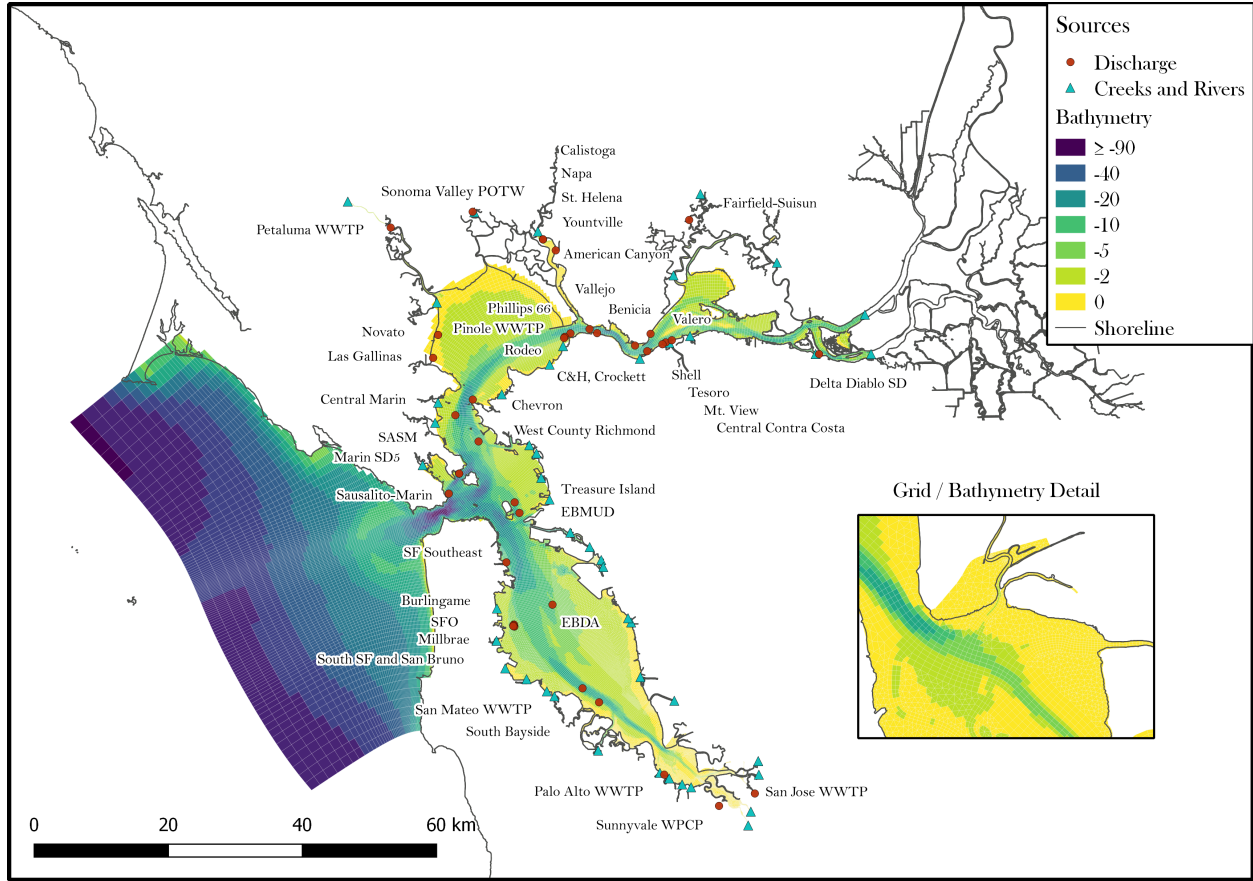 Sources
Discharge
Creeks and Rivers
Bathymetry
≥ -90
-40
-20
-10
-5
-2
0
Shoreline
Calistoga
Napa
St. Helena
Yountville
American Canyon
Vallejo
Sonoma Valley POTW
Petaluma WWTP
Fairfield-Suisun
Benicia
Valero
Phillips 66
Pinole WWTP
Rodeo
Novato
Las Gallinas
C&H, Crockett
Shell
Tesoro
Mt. View
Central Contra Costa
Delta Diablo SD
Central Marin
Chevron
West County Richmond
SASM
Marin SD5
Sausalito-Marin
Treasure Island
EBMUD
SF Southeast
Burlingame
SFO
Millbrae
South SF and San Bruno
EBDA
San Mateo WWTP
South Bayside
Palo Alto WWTP
San Jose WWTP
Sunnyvale WPCP
Grid / Bathymetry Detail
0 20 40 60 km